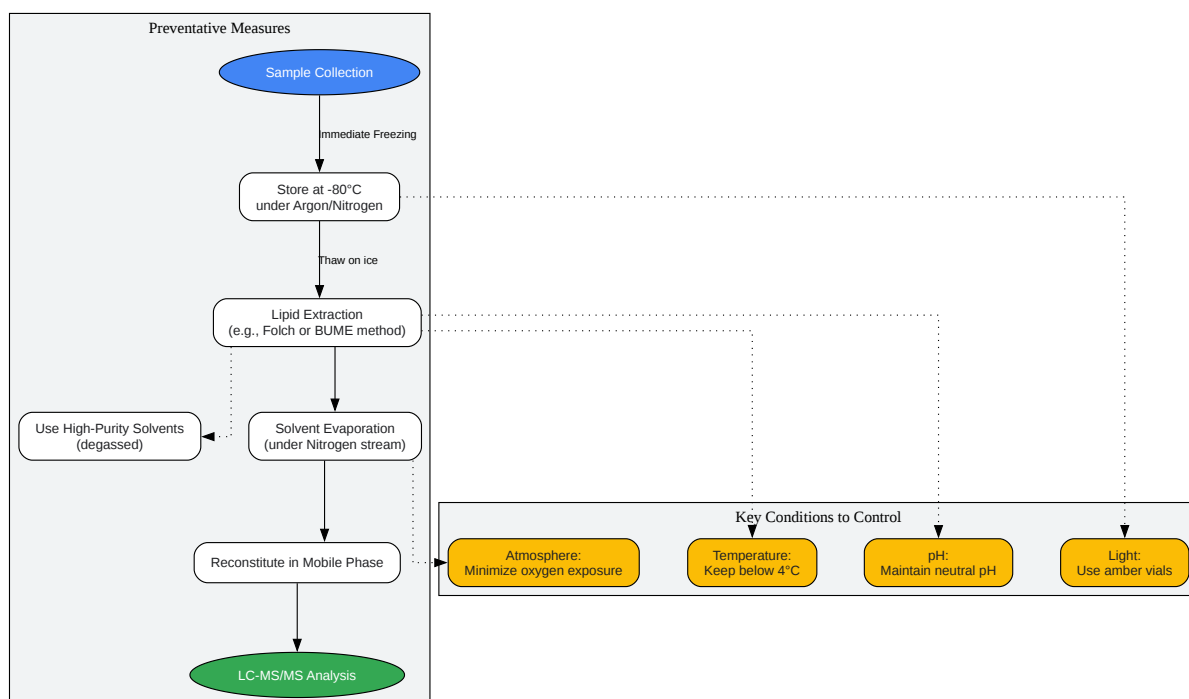 Preventative Measures
Sample Collection
Immediate Freezing
Store at -80°C
under Argon/Nitrogen
Thaw on ice
Lipid Extraction
(e.g., Folch or BUME method)
Use High-Purity Solvents
(degassed)
Solvent Evaporation
(under Nitrogen stream)
Reconstitute in Mobile Phase
LC-MS/MS Analysis
Key Conditions to Control
Atmosphere:
Minimize oxygen exposure
Temperature:
Keep below 4°C
pH:
Maintain neutral pH
Light:
Use amber vials